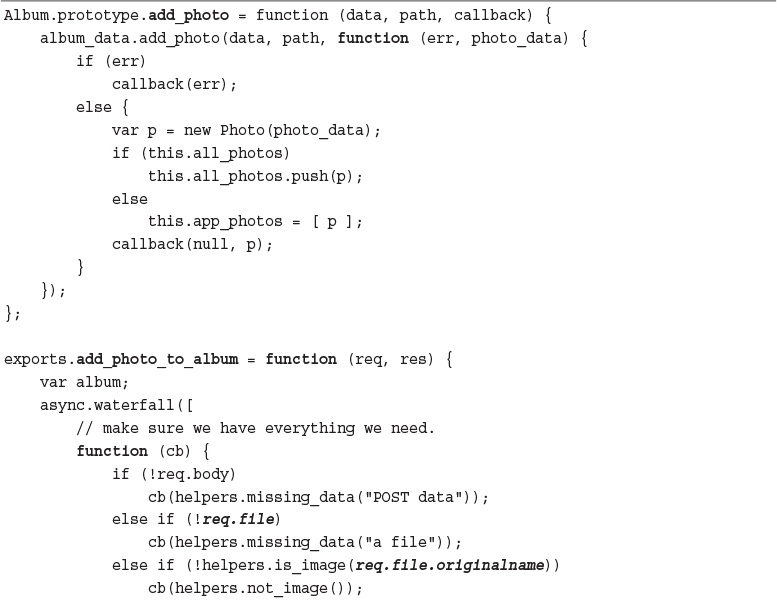 Album.prototype.add_photo = function (data, path, callback) {
    album_data.add_photo(data, path, function (err, photo_data) {
        if (err)
            callback(err);
        else {
            var p = new Photo(photo_data);
            if (this.all_photos)
                this.all_photos.push(p);
            else
                this.app_photos = [ p ];
            callback(null, p);
        }
    });
};

exports.add_photo_to_album = function (req, res) {
    var album;
    async.waterfall([
        // make sure we have everything we need.
        function (cb) {
            if (!req.body)
                cb(helpers.missing_data("POST data"));
            else if (!req.file)
                cb(helpers.missing_data("a file"));
            else if (!helpers.is_image(req.file.originalname))
                cb(helpers.not_image());